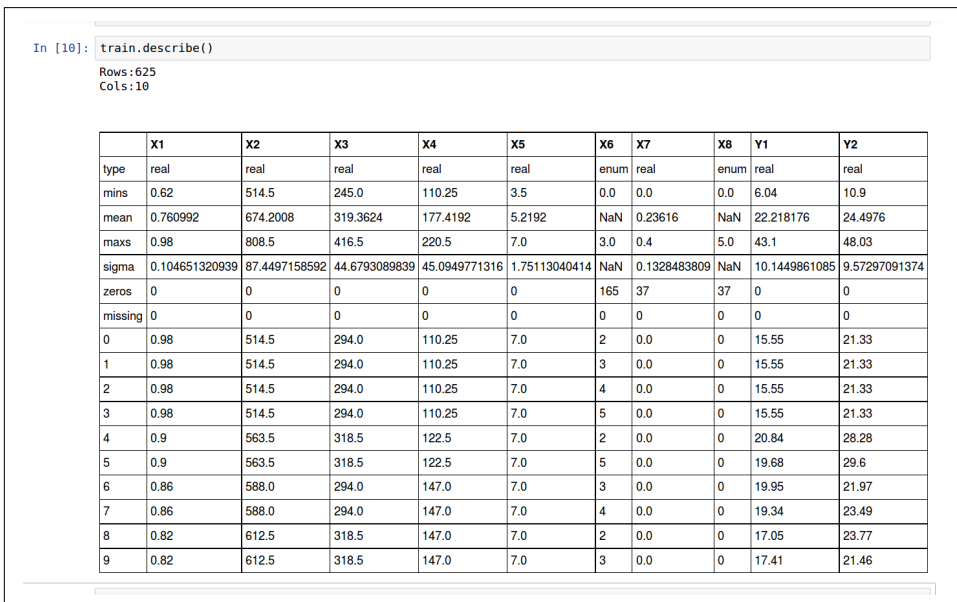 In [10]: train.describe()
Rows:625
Cols:10
X1 X2 X3 X4 X5 X6 X7 X8 Y1 Y2
type real real real real real enum real enum real real
mins 0.62 514.5 245.0 110.25 3.5 0.0 0.0 0.0 6.04 10.9
mean 0.760992 674.2008 319.3624 177.4192 5.2192 NaN 0.23616 NaN 22.218176 24.4976
maxs 0.98 808.5 416.5 220.5 7.0 3.0 0.4 5.0 43.1 48.03
sigma 0.104651320939 87.4497158592 44.6793089839 45.0949771316 1.75113040414 NaN 0.1328483809 NaN 10.1449861085 9.57297091374
zeros 0 0 0 0 0 165 37 37 0 0
missing 0 0 0 0 0 0 0 0 0 0
0 0.98 514.5 294.0 110.25 7.0 2 0.0 0 15.55 21.33
1 0.98 514.5 294.0 110.25 7.0 3 0.0 0 15.55 21.33
2 0.98 514.5 294.0 110.25 7.0 4 0.0 0 15.55 21.33
3 0.98 514.5 294.0 110.25 7.0 5 0.0 0 15.55 21.33
4 0.9 563.5 318.5 122.5 7.0 2 0.0 0 20.84 28.28
5 0.9 563.5 318.5 122.5 7.0 5 0.0 0 19.68 29.6
6 0.86 588.0 294.0 147.0 7.0 3 0.0 0 19.95 21.97
7 0.86 588.0 294.0 147.0 7.0 4 0.0 0 19.34 23.49
8 0.82 612.5 318.5 147.0 7.0 2 0.0 0 17.05 23.77
9 0.82 612.5 318.5 147.0 7.0 3 0.0 0 17.41 21.46